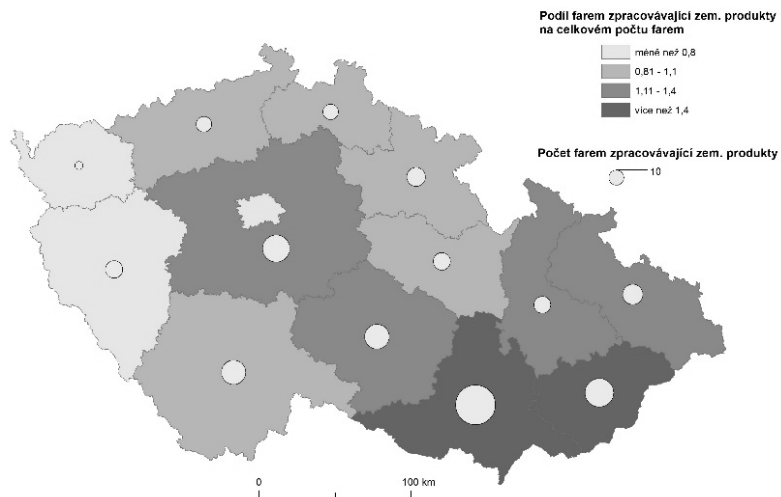 Podíl farem zpracovávající zem. produkty
na celkovém počtu farem
méně než 0,8
0,81 - 1,1
1,11 - 1,4
více než 1,4
Počet farem zpracovávající zem. produkty
10
0
100 km